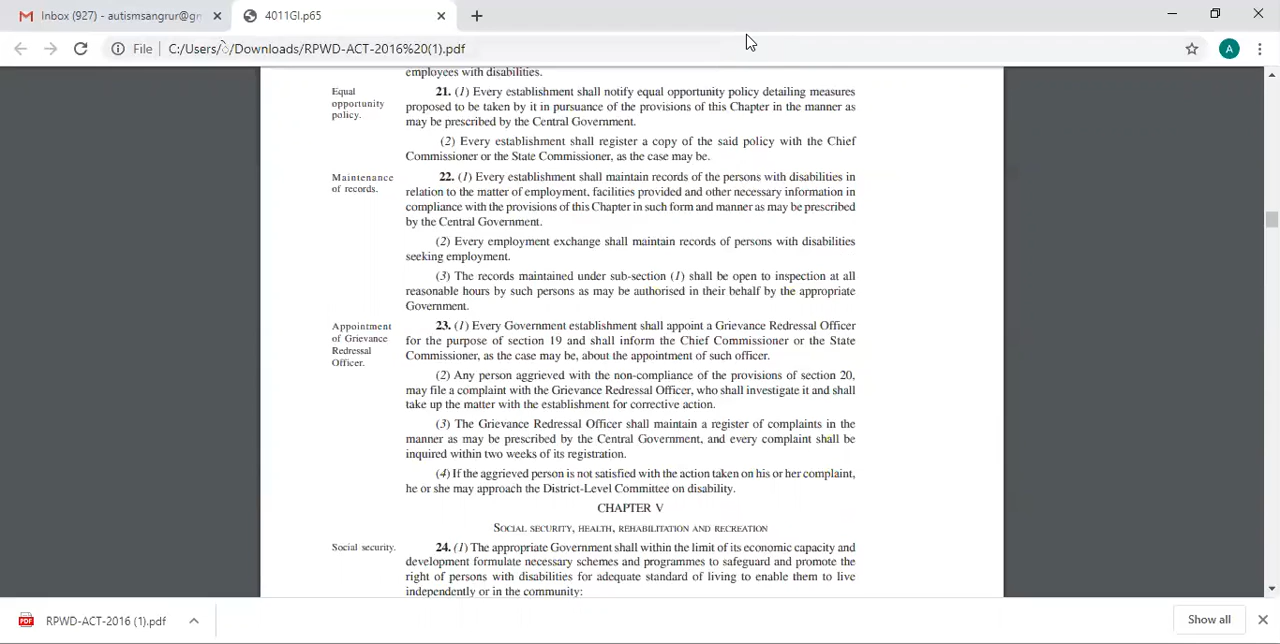 Inbox (927) - autismsangrur@gr
4011GI.p65
File
C:/Users/ /Downloads/RPWD-ACT-2016%20(1).pdf
A
employees with disabilities.
Equal
opportunity
policy.
21. (1) Every establishment shall notify equal opportunity policy detailing measures
proposed to be taken by it in pursuance of the provisions of this Chapter in the manner as
may be prescribed by the Central Government.
(2) Every establishment shall register a copy of the said policy with the Chief
Commissioner or the State Commissioner, as the case may be.
Maintenance
of records.
22. (1) Every establishment shall maintain records of the persons with disabilities in
relation to the matter of employment, facilities provided and other necessary information in
compliance with the provisions of this Chapter in such form and manner as may be prescribed
by the Central Government.
(2) Every employment exchange shall maintain records of persons with disabilities
seeking employment.
(3) The records maintained under sub-section (1) shall be open to inspection at all
reasonable hours by such persons as may be authorised in their behalf by the appropriate
Government.
Appointment
of Grievance
Redressal
Officer.
23. (1) Every Government establishment shall appoint a Grievance Redressal Officer
for the purpose of section 19 and shall inform the Chief Commissioner or the State
Commissioner, as the case may be, about the appointment of such officer.
(2) Any person aggrieved with the non-compliance of the provisions of section 20,
may file a complaint with the Grievance Redressal Officer, who shall investigate it and shall
take up the matter with the establishment for corrective action.
(3) The Grievance Redressal Officer shall maintain a register of complaints in the
manner as may be prescribed by the Central Government, and every complaint shall be
inquired within two weeks of its registration.
(4) If the aggrieved person is not satisfied with the action taken on his or her complaint,
he or she may approach the District-Level Committee on disability.
CHAPTER V
SOCIAL SECURITY, HEALTH, REHABILITATION AND RECREATION
Social security.
24. (1) The appropriate Government shall within the limit of its economic capacity and
development formulate necessary schemes and programmes to safeguard and promote the
right of persons with disabilities for adequate standard of living to enable them to live
independently or in the community:
PDF
RPWD-ACT-2016 (1).pdf
Show all